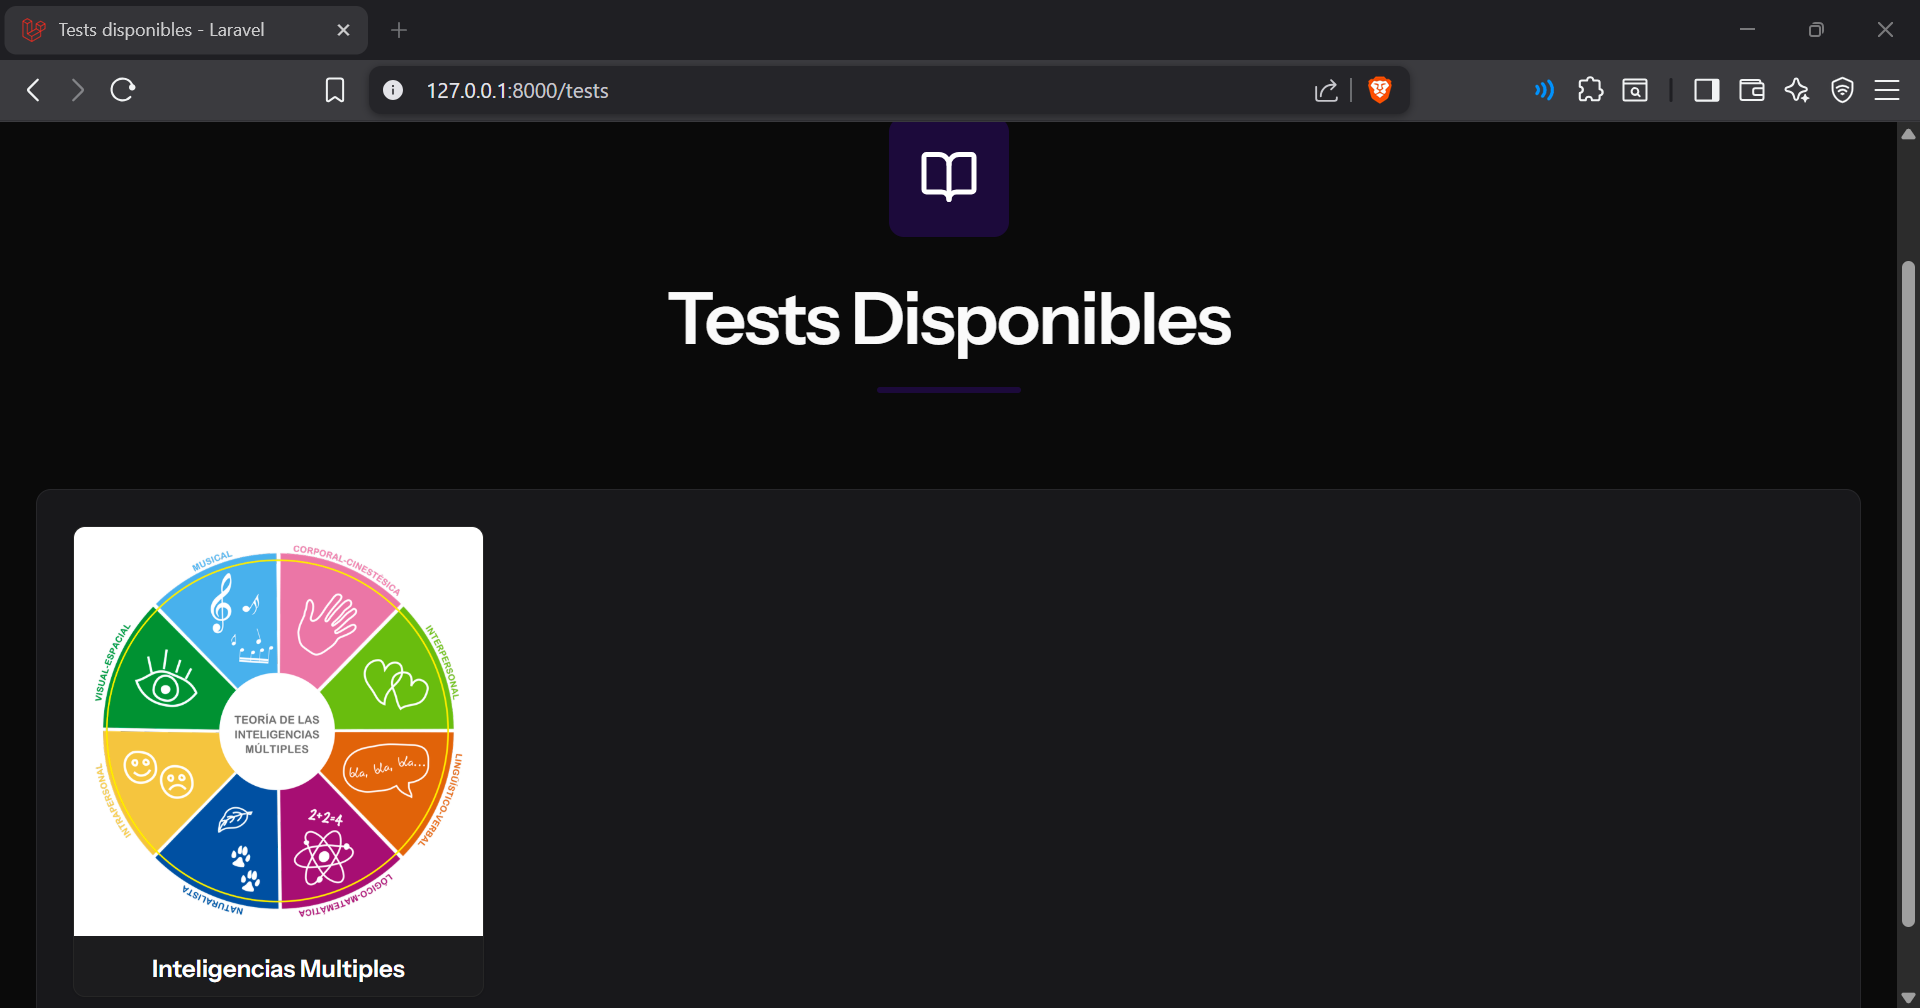 Tests disponibles - Laravel
127.0.0.1:8000/tests
Tests Disponibles
MUSICAL
CORPORAL-CINESTÉSICA
VISUAL-ESPACIAL
INTERPERSONAL
TEORÍA DE LAS
INTELIGENCIAS
MÚLTIPLES
bla, bla, bla...
INTRAPERSONAL
LINGÜÍSTICO-VERBAL
2+2=4
NATURALISTA
LÓGICO-MATEMÁTICA
Inteligencias Multiples